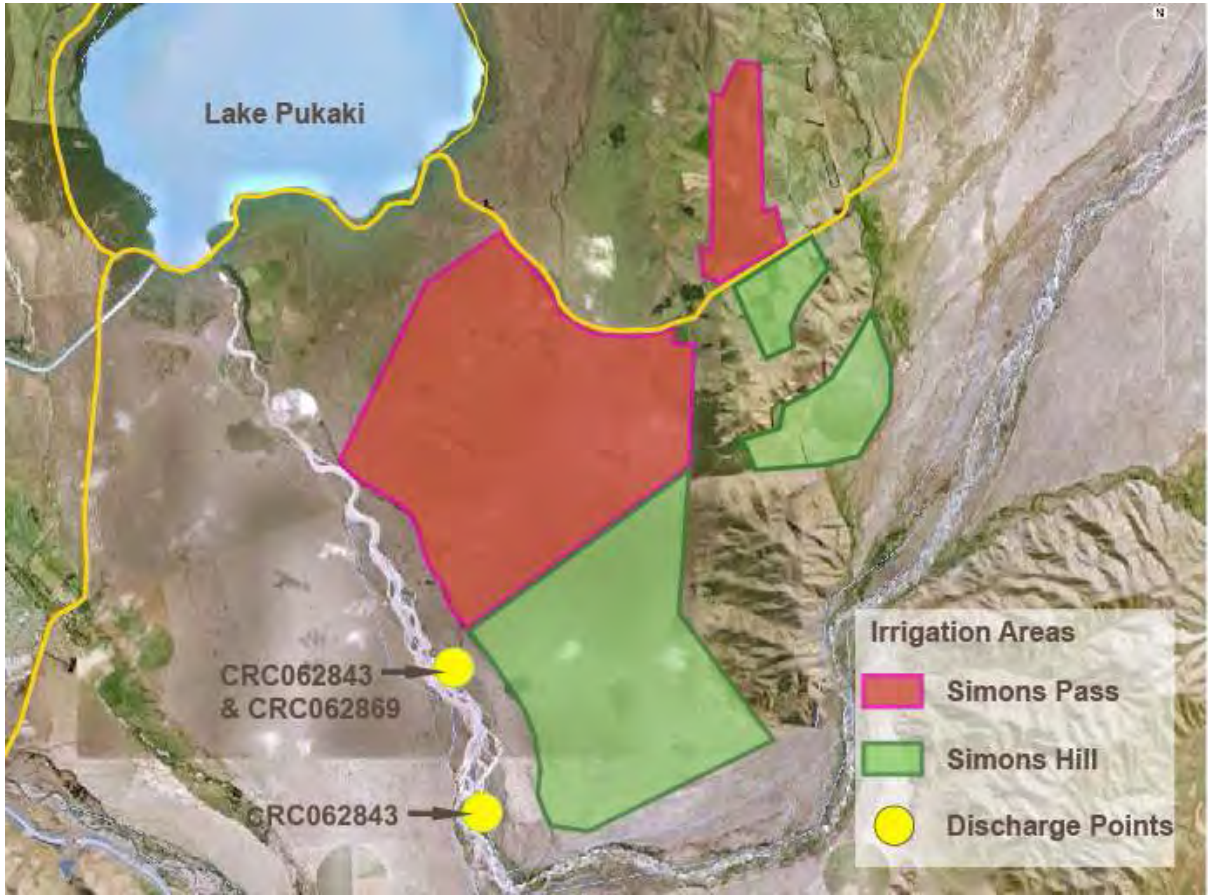 N
Lake Pukaki
CRC062843
& CRC062869
CRC062843
Irrigation Areas
Simons Pass
Simons Hill
Discharge Points